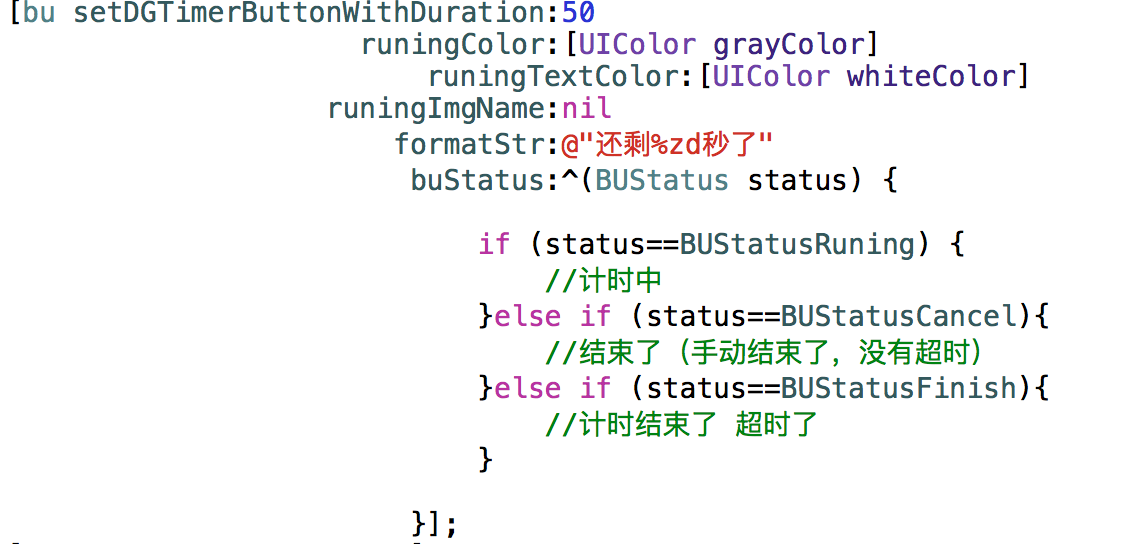 [bu setDGTimerButtonWithDuration:50
runingColor:[UIColor grayColor]
runingTextColor:[UIColor whiteColor]
runingImgName:nil
formatStr:@"还剩%zd秒了"
buStatus:^(BUStatus status) {
if (status==BUStatusRuning) {
//计时中
}else if (status==BUStatusCancel){
//结束了（手动结束了，没有超时）
}else if (status==BUStatusFinish){
//计时结束了 超时了
}
}];